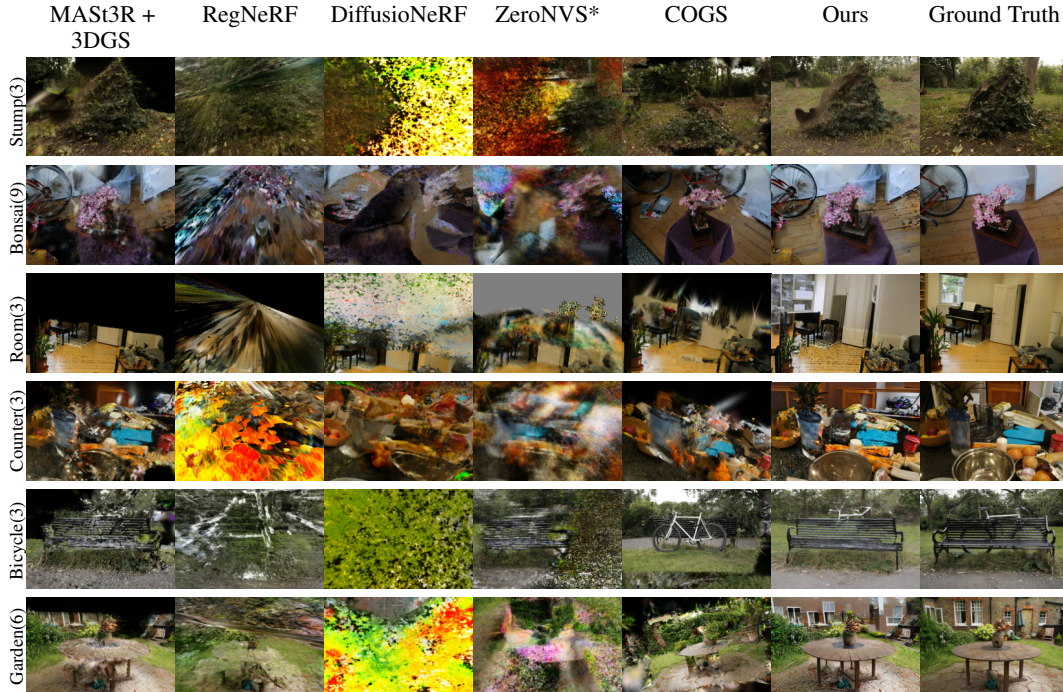 MASt3R +
3DGS
RegNeRF
DiffusioNeRF
ZeroNVS*
COGS
Ours
Ground Truth
Stump(3)
Bonsai(9)
Room(3)
Counter(3)
Bicycle(3)
Garden(6)